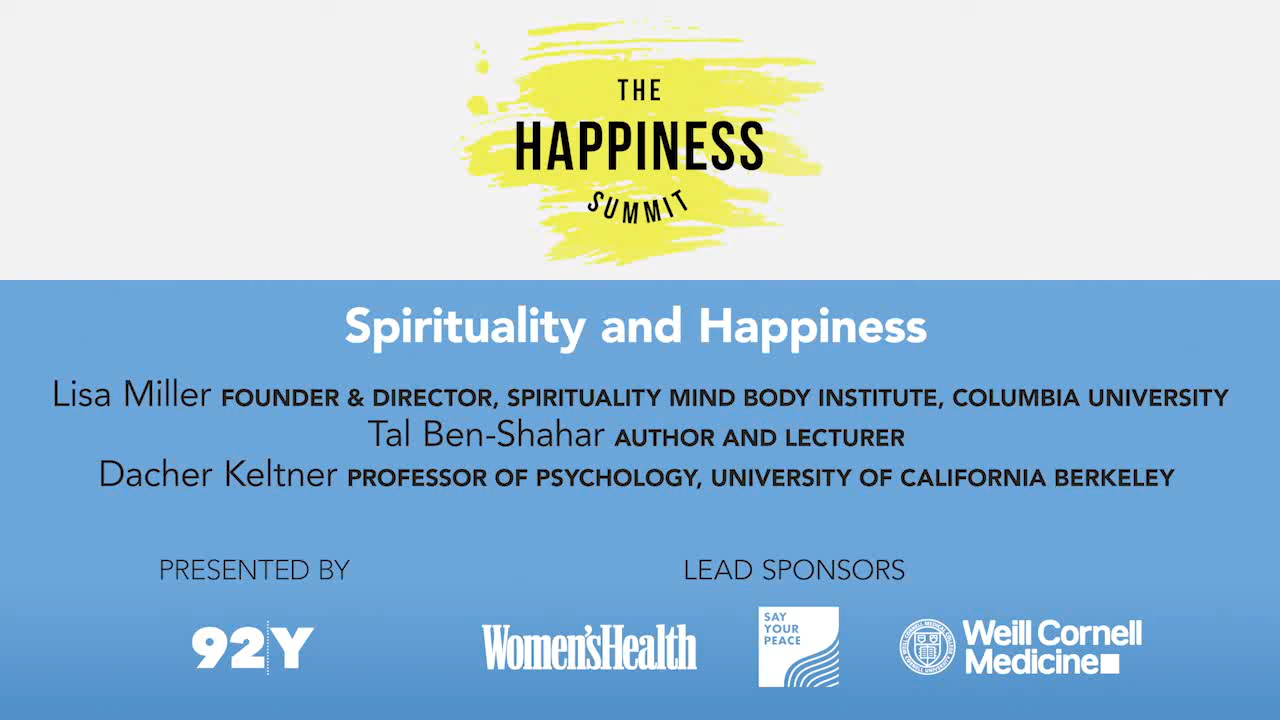 THE
HAPPINESS
SUMMIT
Spirituality and Happiness
Lisa Miller FOUNDER & DIRECTOR, SPIRITUALITY MIND BODY INSTITUTE, COLUMBIA UNIVERSITY
Tal Ben-Shahar AUTHOR AND LECTURER
Dacher Keltner PROFESSOR OF PSYCHOLOGY, UNIVERSITY OF CALIFORNIA BERKELEY
PRESENTED BY
LEAD SPONSORS
92Y
Women'sHealth
SAY
YOUR
PEACE
Weill Cornell
Medicine